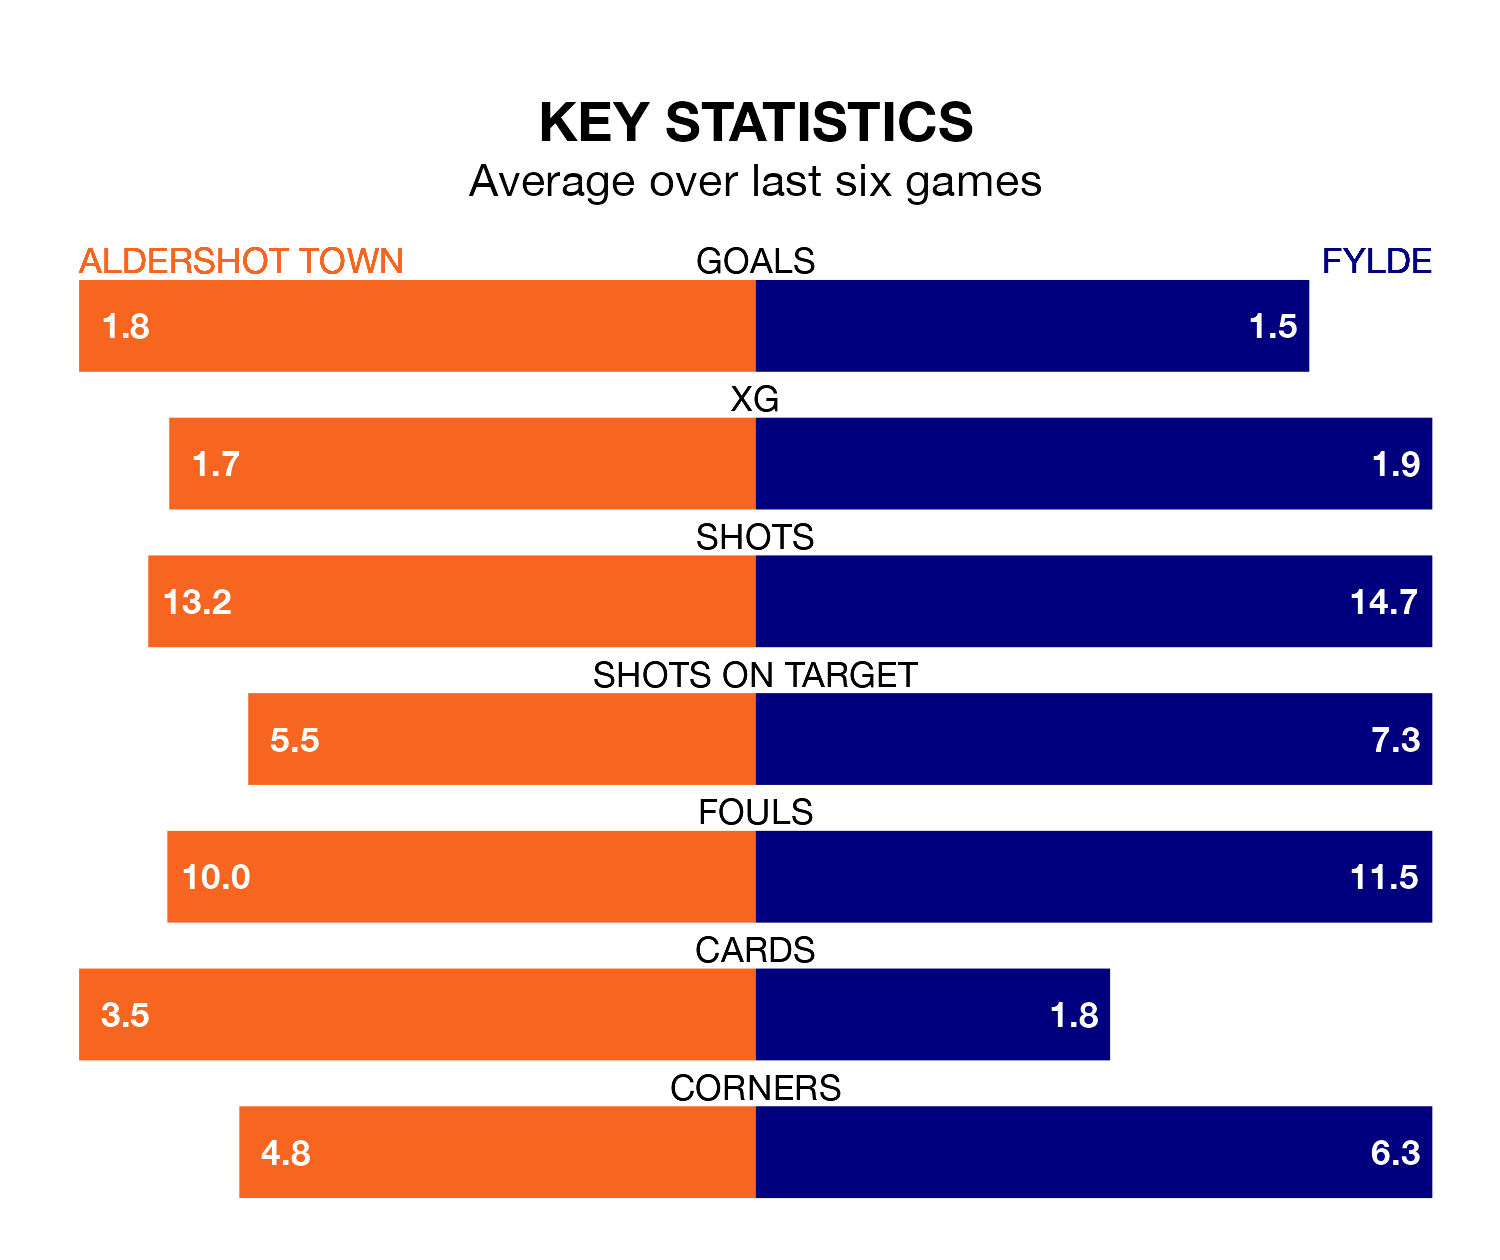 KEY STATISTICS
Average over last six games
ALDERSHOT TOWN GOALS FYLDE
1.8 1.5
XG
1.7 1.9
SHOTS
13.2 14.7
SHOTS ON TARGET
5.5 7.3
FOULS
10.0 11.5
CARDS
3.5 1.8
CORNERS
4.8 6.3